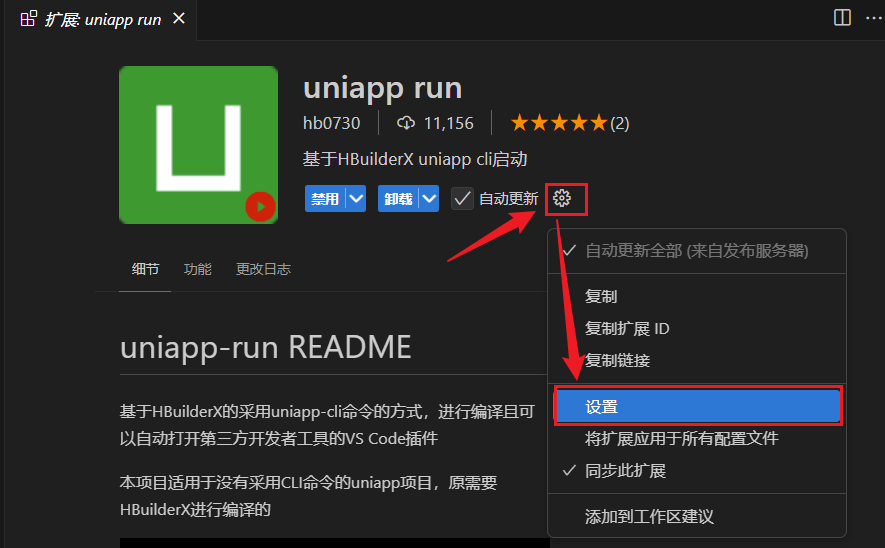 扩展: uniapp run
uniapp run
hb0730 11,156 (2)
基于HBuilderX uniapp cli启动
禁用 卸载 自动更新
自动更新全部 (来自发布服务器)
细节 功能 更改日志
复制
复制扩展 ID
复制链接
设置
将扩展应用于所有配置文件
同步此扩展
添加到工作区建议
uniapp-run README
基于HBuilderX的采用uniapp-cli命令的方式，进行编译且可
以自动打开第三方开发者工具的VS Code插件
本项目适用于没有采用CLI命令的uniapp项目，原需要
HBuilderX进行编译的